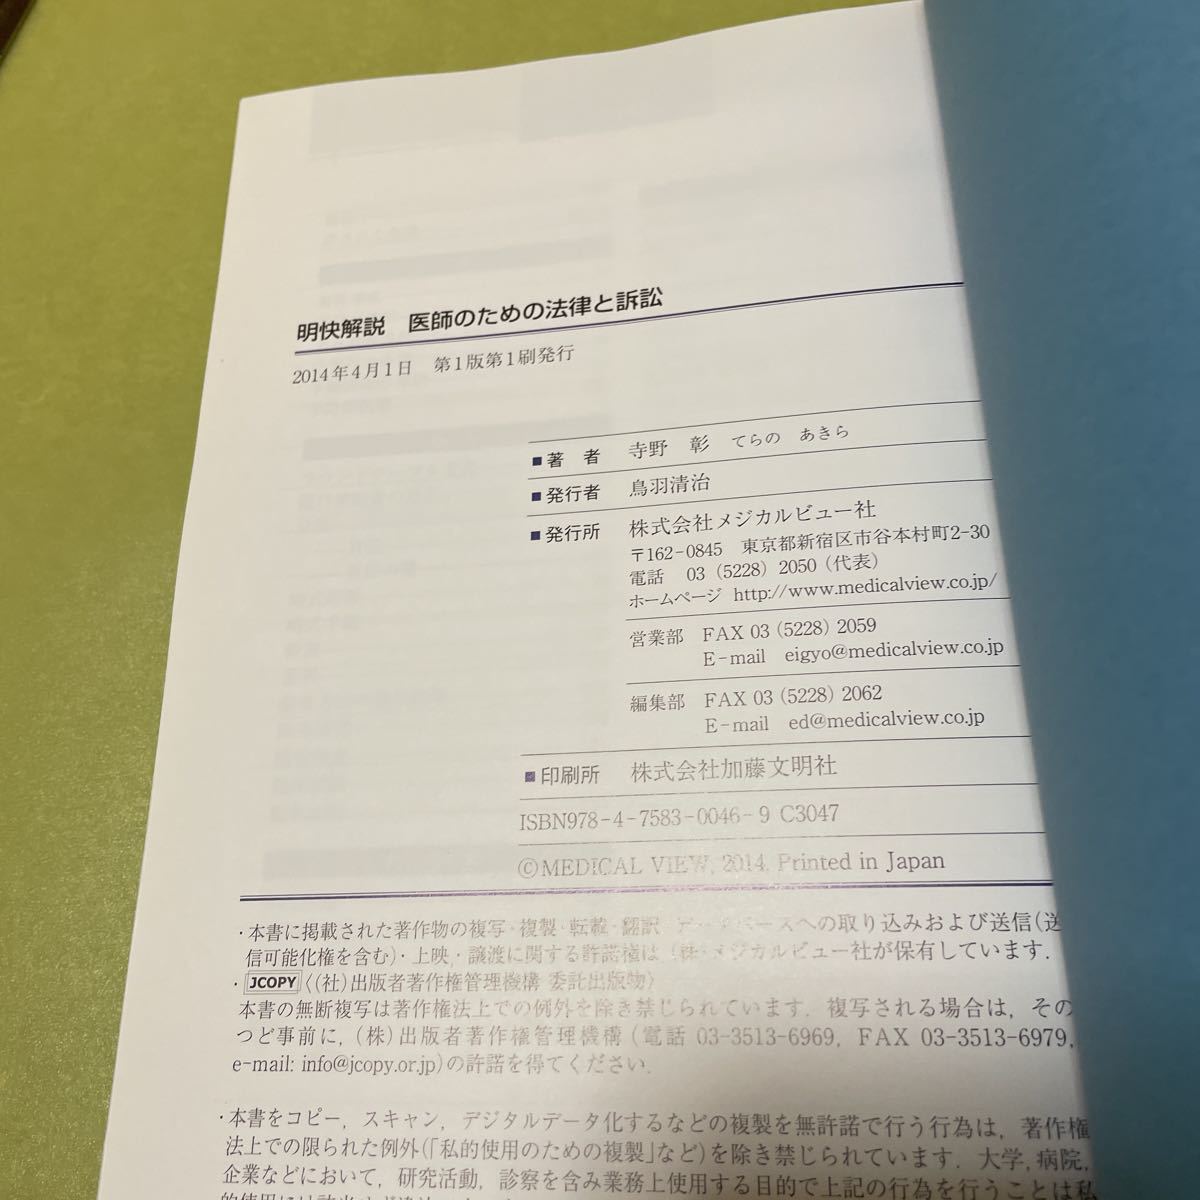 明快解説 医師のための法律と訴訟
2014年4月1日 第1版第1刷発行
■著 者 寺野 彰 てらの あきら
■発行者 鳥羽清治
■発行所 株式会社メジカルビュー社
〒162-0845 東京都新宿区市谷本村町2-30
電話 03(5228)2050(代表)
ホームページ http://www.medicalview.co.jp/
営業部 FAX 03(5228)2059
E-mail eigyo@medicalview.co.jp
編集部 FAX 03(5228)2062
E-mail ed@medicalview.co.jp
■印刷所 株式会社加藤文明社
ISBN978-4-7583-0046-9 C3047
©MEDICAL VIEW, 2014. Printed in Japan
・本書に掲載された著作物の複写・複製・転載・翻訳・データベースへの取り込みおよび送信(送
信可能化権を含む)・上映・譲渡に関する許諾権は,(株)メジカルビュー社が保有しています.
・JCOPY〈(社)出版者著作権管理機構 委託出版物〉
本書の無断複写は著作権法上での例外を除き禁じられています.複写される場合は,その
つど事前に,(株)出版者著作権管理機構(電話 03-3513-6969, FAX 03-3513-6979,
e-mail: info@jcopy.or.jp)の許諾を得てください.
・本書をコピー,スキャン,デジタルデータ化するなどの複製を無許諾で行う行為は,著作権
法上での限られた例外(「私的使用のための複製」など)を除き禁じられています.大学,病院,
企業などにおいて,研究活動,診察を含み業務上使用する目的で上記の行為を行うことは私